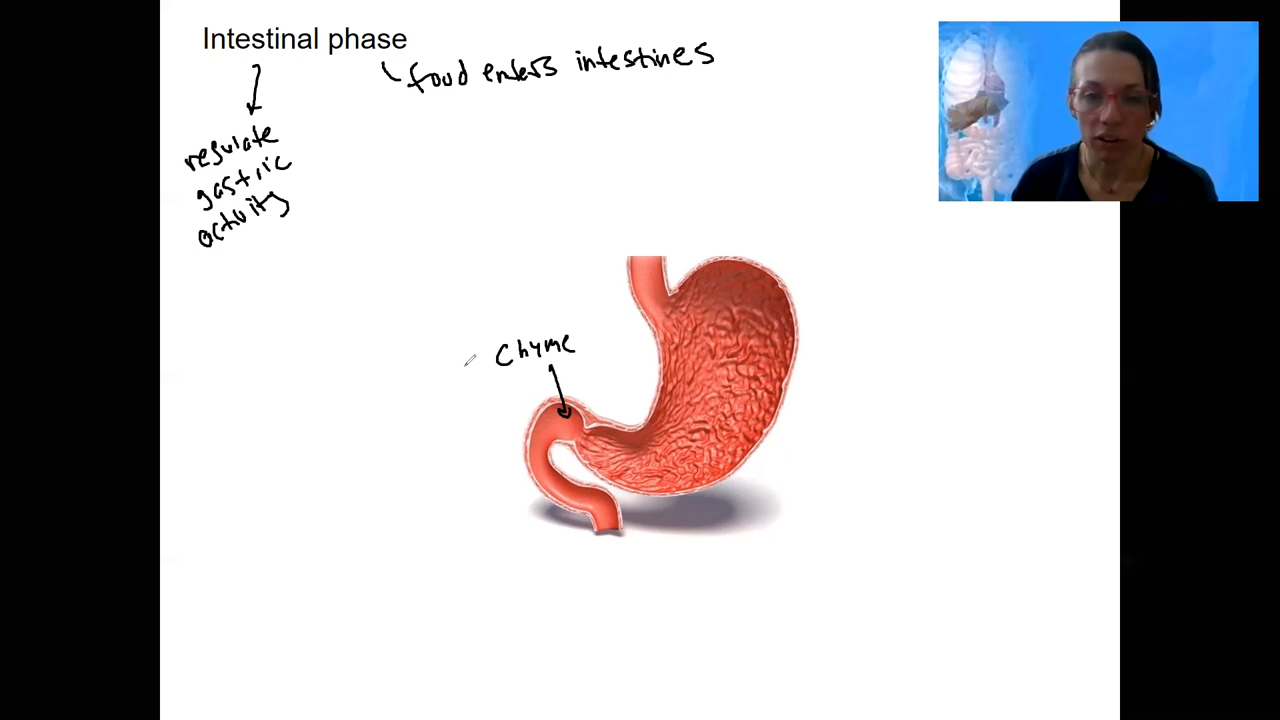 Intestinal phase
food enters intestines
regulate
gastric
activity
chyme